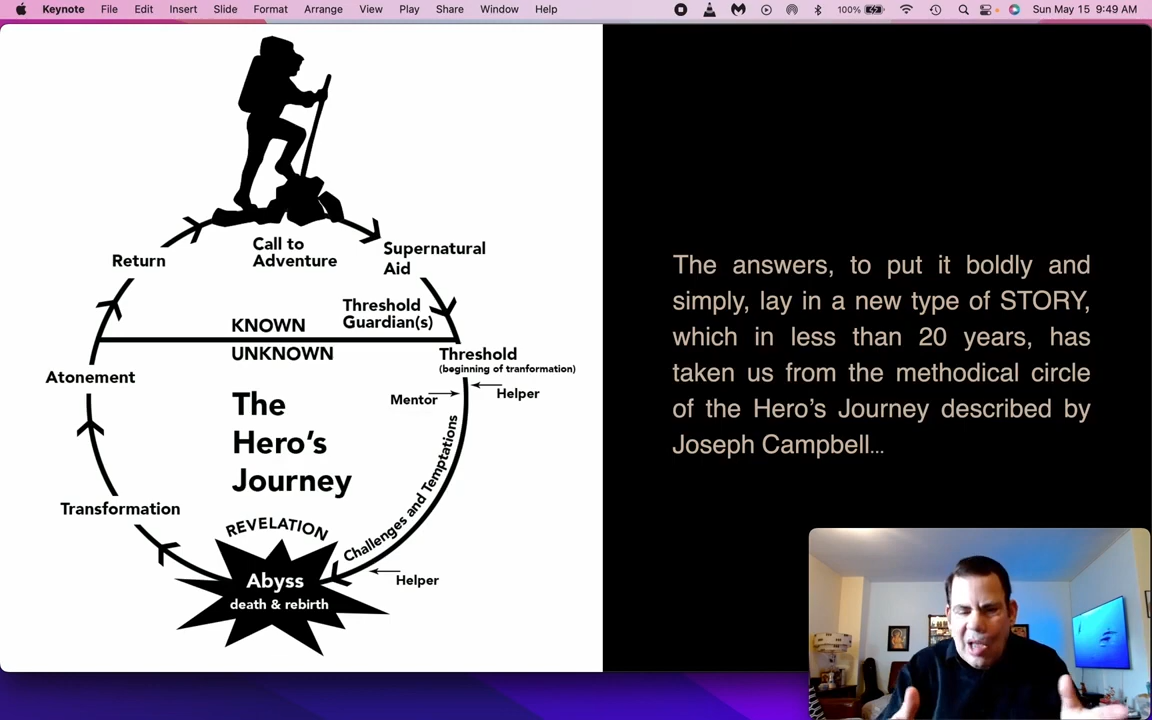 Keynote File Edit Insert Slide Format Arrange View Play Share Window Help 100% Sun May 15 9:49 AM
Call to
Adventure
Supernatural
Aid
Return
Threshold
Guardian(s)
KNOWN
UNKNOWN
Threshold
(beginning of tranformation)
Atonement
Mentor
Helper
The
Hero’s
Journey
Challenges and Temptations
Transformation
REVELATION
Abyss
death & rebirth
Helper
The answers, to put it boldly and
simply, lay in a new type of STORY,
which in less than 20 years, has
taken us from the methodical circle
of the Hero’s Journey described by
Joseph Campbell...